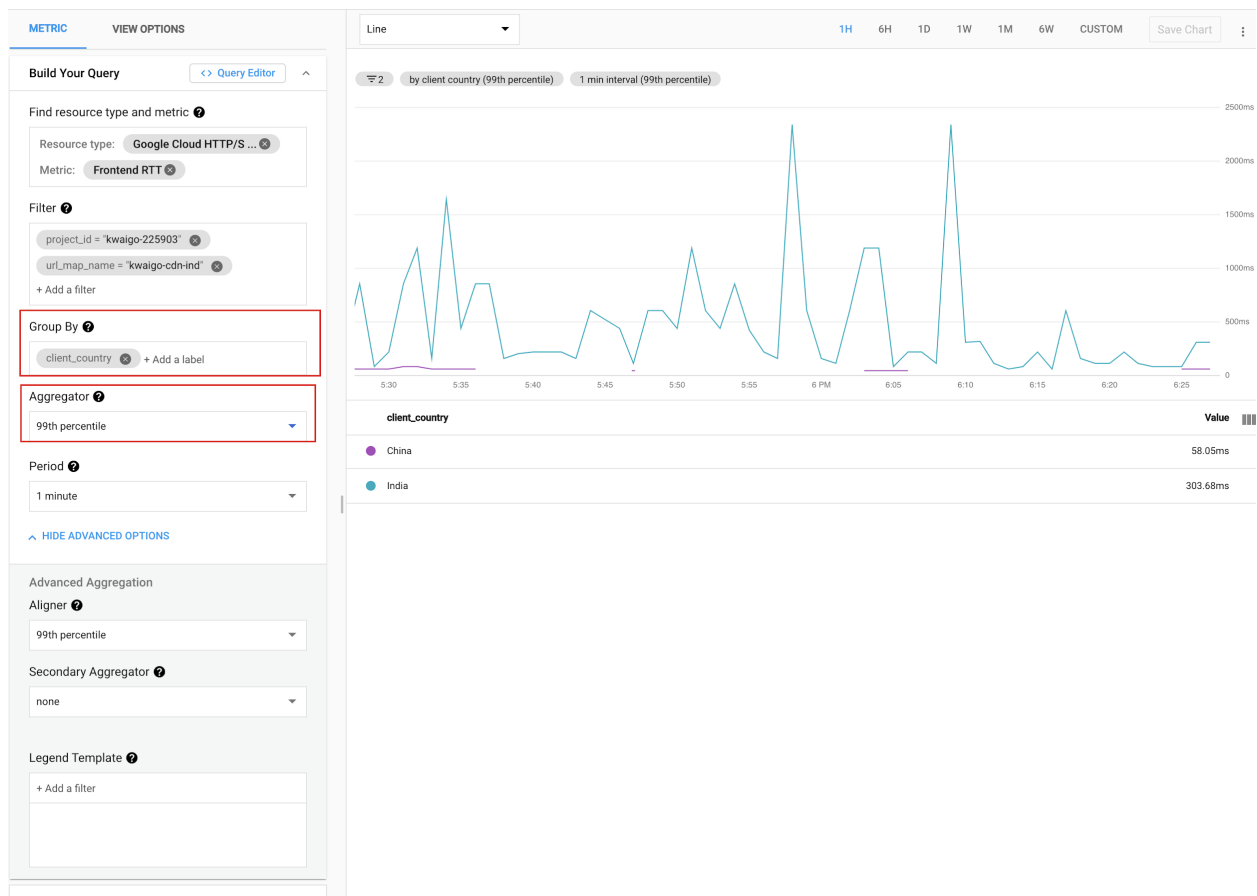 METRIC
VIEW OPTIONS
Build Your Query
<> Query Editor
Find resource type and metric
Resource type: Google Cloud HTTP/S ...
Metric: Frontend RTT
Filter
project_id = "kwaigo-225903"
url_map_name = "kwaigo-cdn-ind"
+ Add a filter
Group By
client_country + Add a label
Aggregator
99th percentile
Period
1 minute
HIDE ADVANCED OPTIONS
Advanced Aggregation
Aligner
99th percentile
Secondary Aggregator
none
Legend Template
+ Add a filter
Line
1H 6H 1D 1W 1M 6W CUSTOM Save Chart
2 by client country (99th percentile) 1 min interval (99th percentile)
2500ms
2000ms
1500ms
1000ms
500ms
0
5:30 5:35 5:40 5:45 5:50 5:55 6 PM 6:05 6:10 6:15 6:20 6:25
client_country Value
China 58.05ms
India 303.68ms